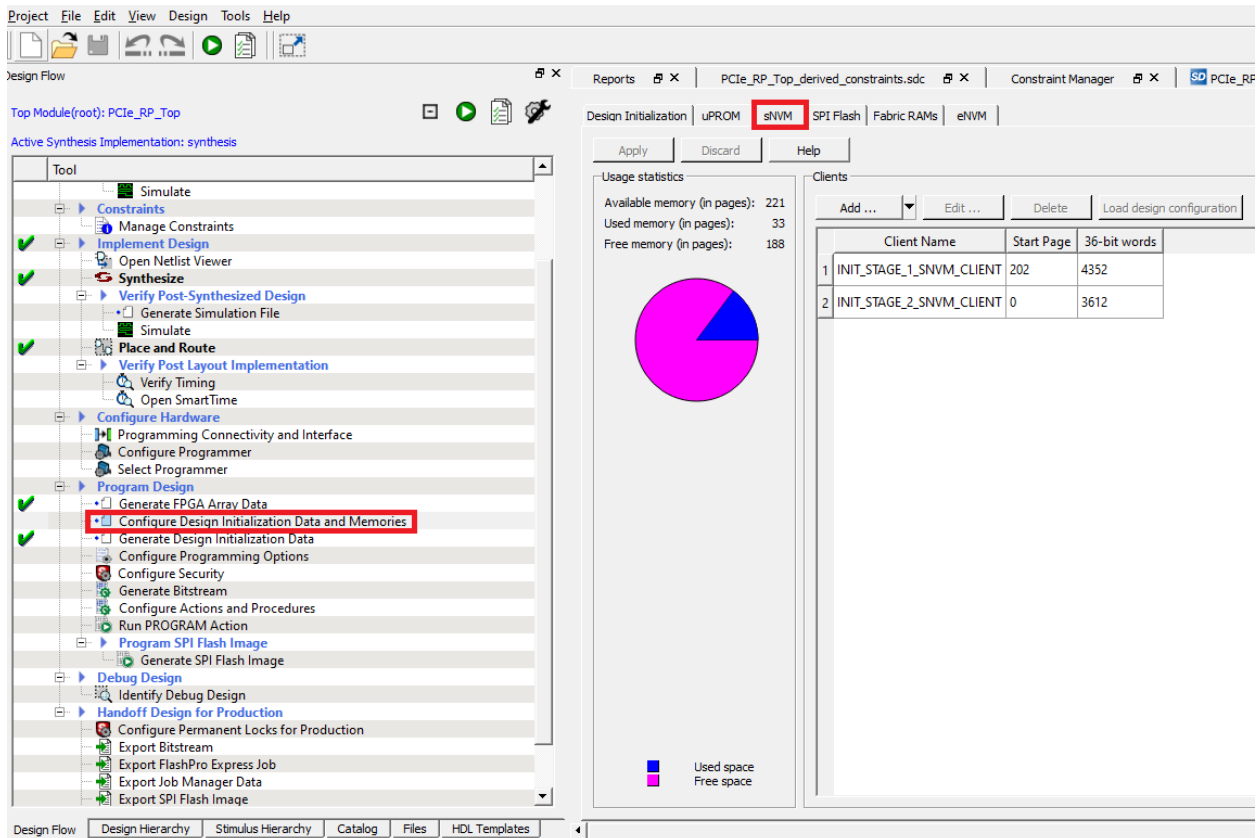 Project File Edit View Design Tools Help
Design Flow
Top Module(root): PCIe_RP_Top
Active Synthesis Implementation: synthesis
Tool
Simulate
Constraints
Manage Constraints
Implement Design
Open Netlist Viewer
Synthesize
Verify Post-Synthesized Design
Generate Simulation File
Simulate
Place and Route
Verify Post Layout Implementation
Verify Timing
Open SmartTime
Configure Hardware
Programming Connectivity and Interface
Configure Programmer
Select Programmer
Program Design
Generate FPGA Array Data
Configure Design Initialization Data and Memories
Generate Design Initialization Data
Configure Programming Options
Configure Security
Generate Bitstream
Configure Actions and Procedures
Run PROGRAM Action
Program SPI Flash Image
Generate SPI Flash Image
Debug Design
Identify Debug Design
Handoff Design for Production
Configure Permanent Locks for Production
Export Bitstream
Export FlashPro Express Job
Export Job Manager Data
Export SPI Flash Image
Design Flow Design Hierarchy Stimulus Hierarchy Catalog Files HDL Templates
Reports PCIe_RP_Top_derived_constraints.sdc Constraint Manager SD PCIe_RP
Design Initialization uPROM sNVM SPI Flash Fabric RAMs eNVM
Apply Discard Help
Usage statistics
Available memory (in pages): 221
Used memory (in pages): 33
Free memory (in pages): 188
Used space
Free space
Clients
Add ... Edit ... Delete Load design configuration
Client Name Start Page 36-bit words
1 INIT_STAGE_1_SNVM_CLIENT 202 4352
2 INIT_STAGE_2_SNVM_CLIENT 0 3612